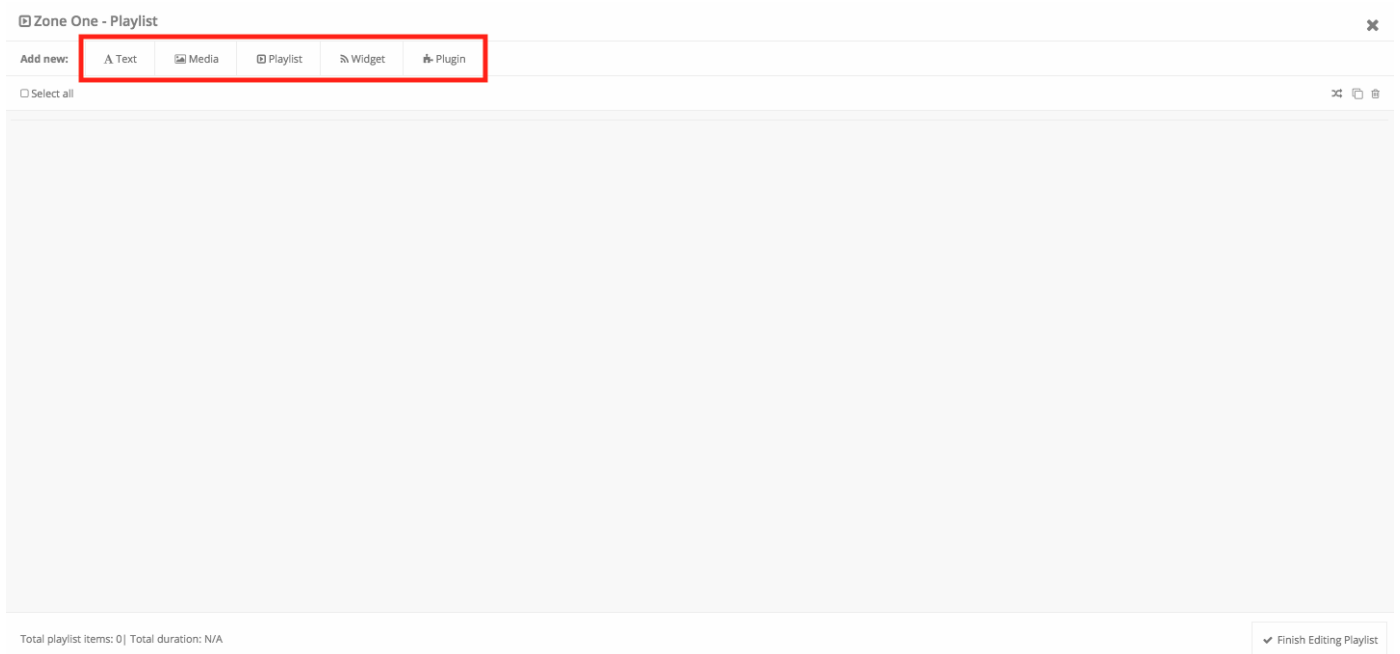 Zone One - Playlist
Add new: Text Media Playlist Widget Plugin
Select all
Total playlist items: 0| Total duration: N/A
Finish Editing Playlist